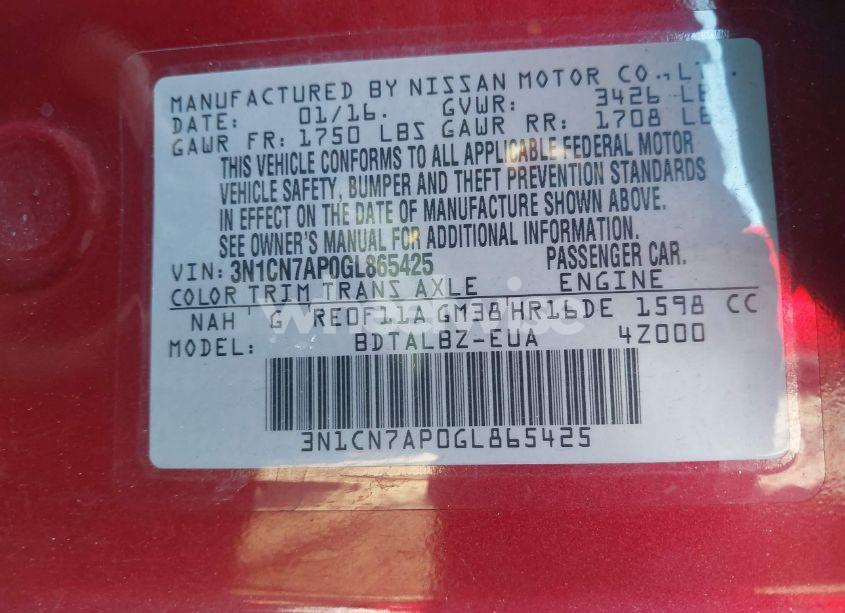 MANUFACTURED BY NISSAN MOTOR CO.,LT
DATE: 01/16. GVWR: 3426 LB
GAWR FR: 1750 LBS GAWR RR: 1708 LB
THIS VEHICLE CONFORMS TO ALL APPLICABLE FEDERAL MOTOR
VEHICLE SAFETY, BUMPER AND THEFT PREVENTION STANDARDS
IN EFFECT ON THE DATE OF MANUFACTURE SHOWN ABOVE.
SEE OWNER'S MANUAL FOR ADDITIONAL INFORMATION.
VIN: 3N1CN7AP0GL865425 PASSENGER CAR.
COLOR TRIM TRANS AXLE ENGINE
NAH G RE0F11A GM38 HR16DE 1598 CC
MODEL: BDTALBZ-EUA 4Z000
3N1CN7AP0GL865425